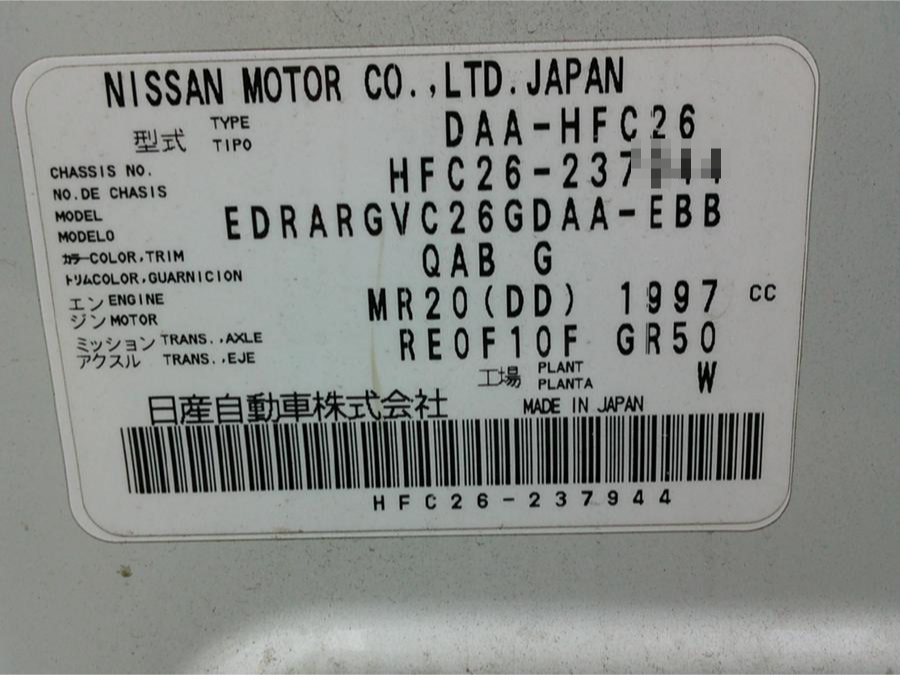 NISSAN MOTOR CO.,LTD.JAPAN
型式 TYPE TIPO DAA-HFC26
CHASSIS NO.
NO.DE CHASIS
MODEL
MODELO EDRARGVC26GDAA-EBB
カラーCOLOR,TRIM QAB G
トリムCOLOR,GUARNICION
エン ENGINE MR20(DD) 1997 CC
ジン MOTOR
ミッション TRANS.,AXLE RE0F10F GR50
アクスル TRANS.,EJE
工場 PLANT W
PLANTA
日産自動車株式会社 MADE IN JAPAN
HFC26-237944